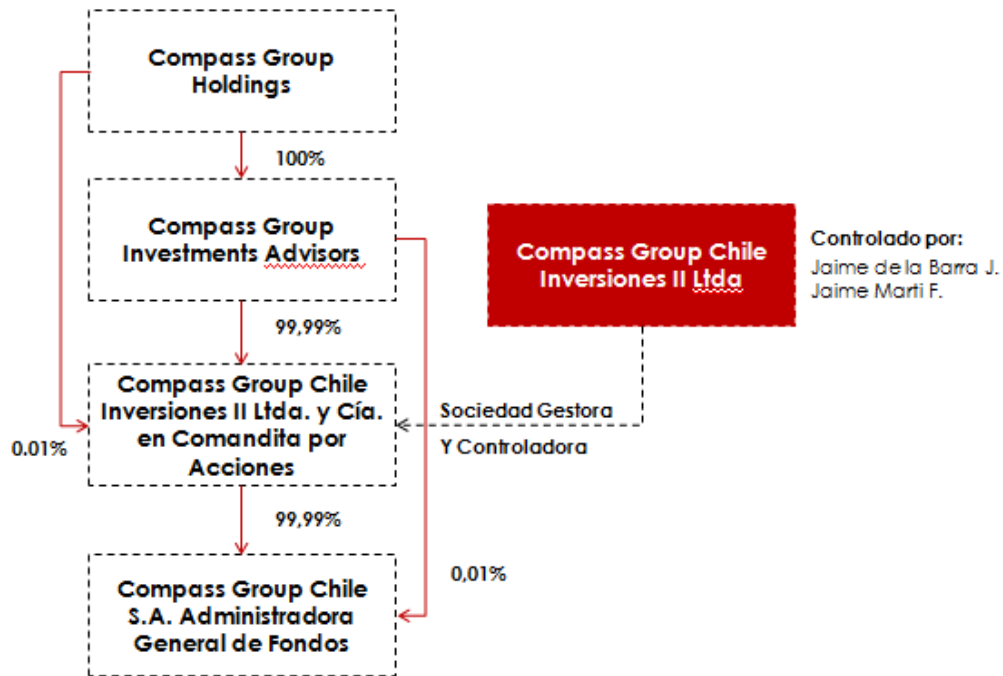 Compass Group
Holdings
100%
Compass Group
Investments Advisors
99,99%
Compass Group Chile
Inversiones II Ltda
Controlado por:
Jaime de la Barra J.
Jaime Marti F.
Compass Group Chile
Inversiones II Ltda. y Cía.
en Comandita por
Acciones
Sociedad Gestora
Y Controladora
0.01%
99,99%
0,01%
Compass Group Chile
S.A. Administradora
General de Fondos